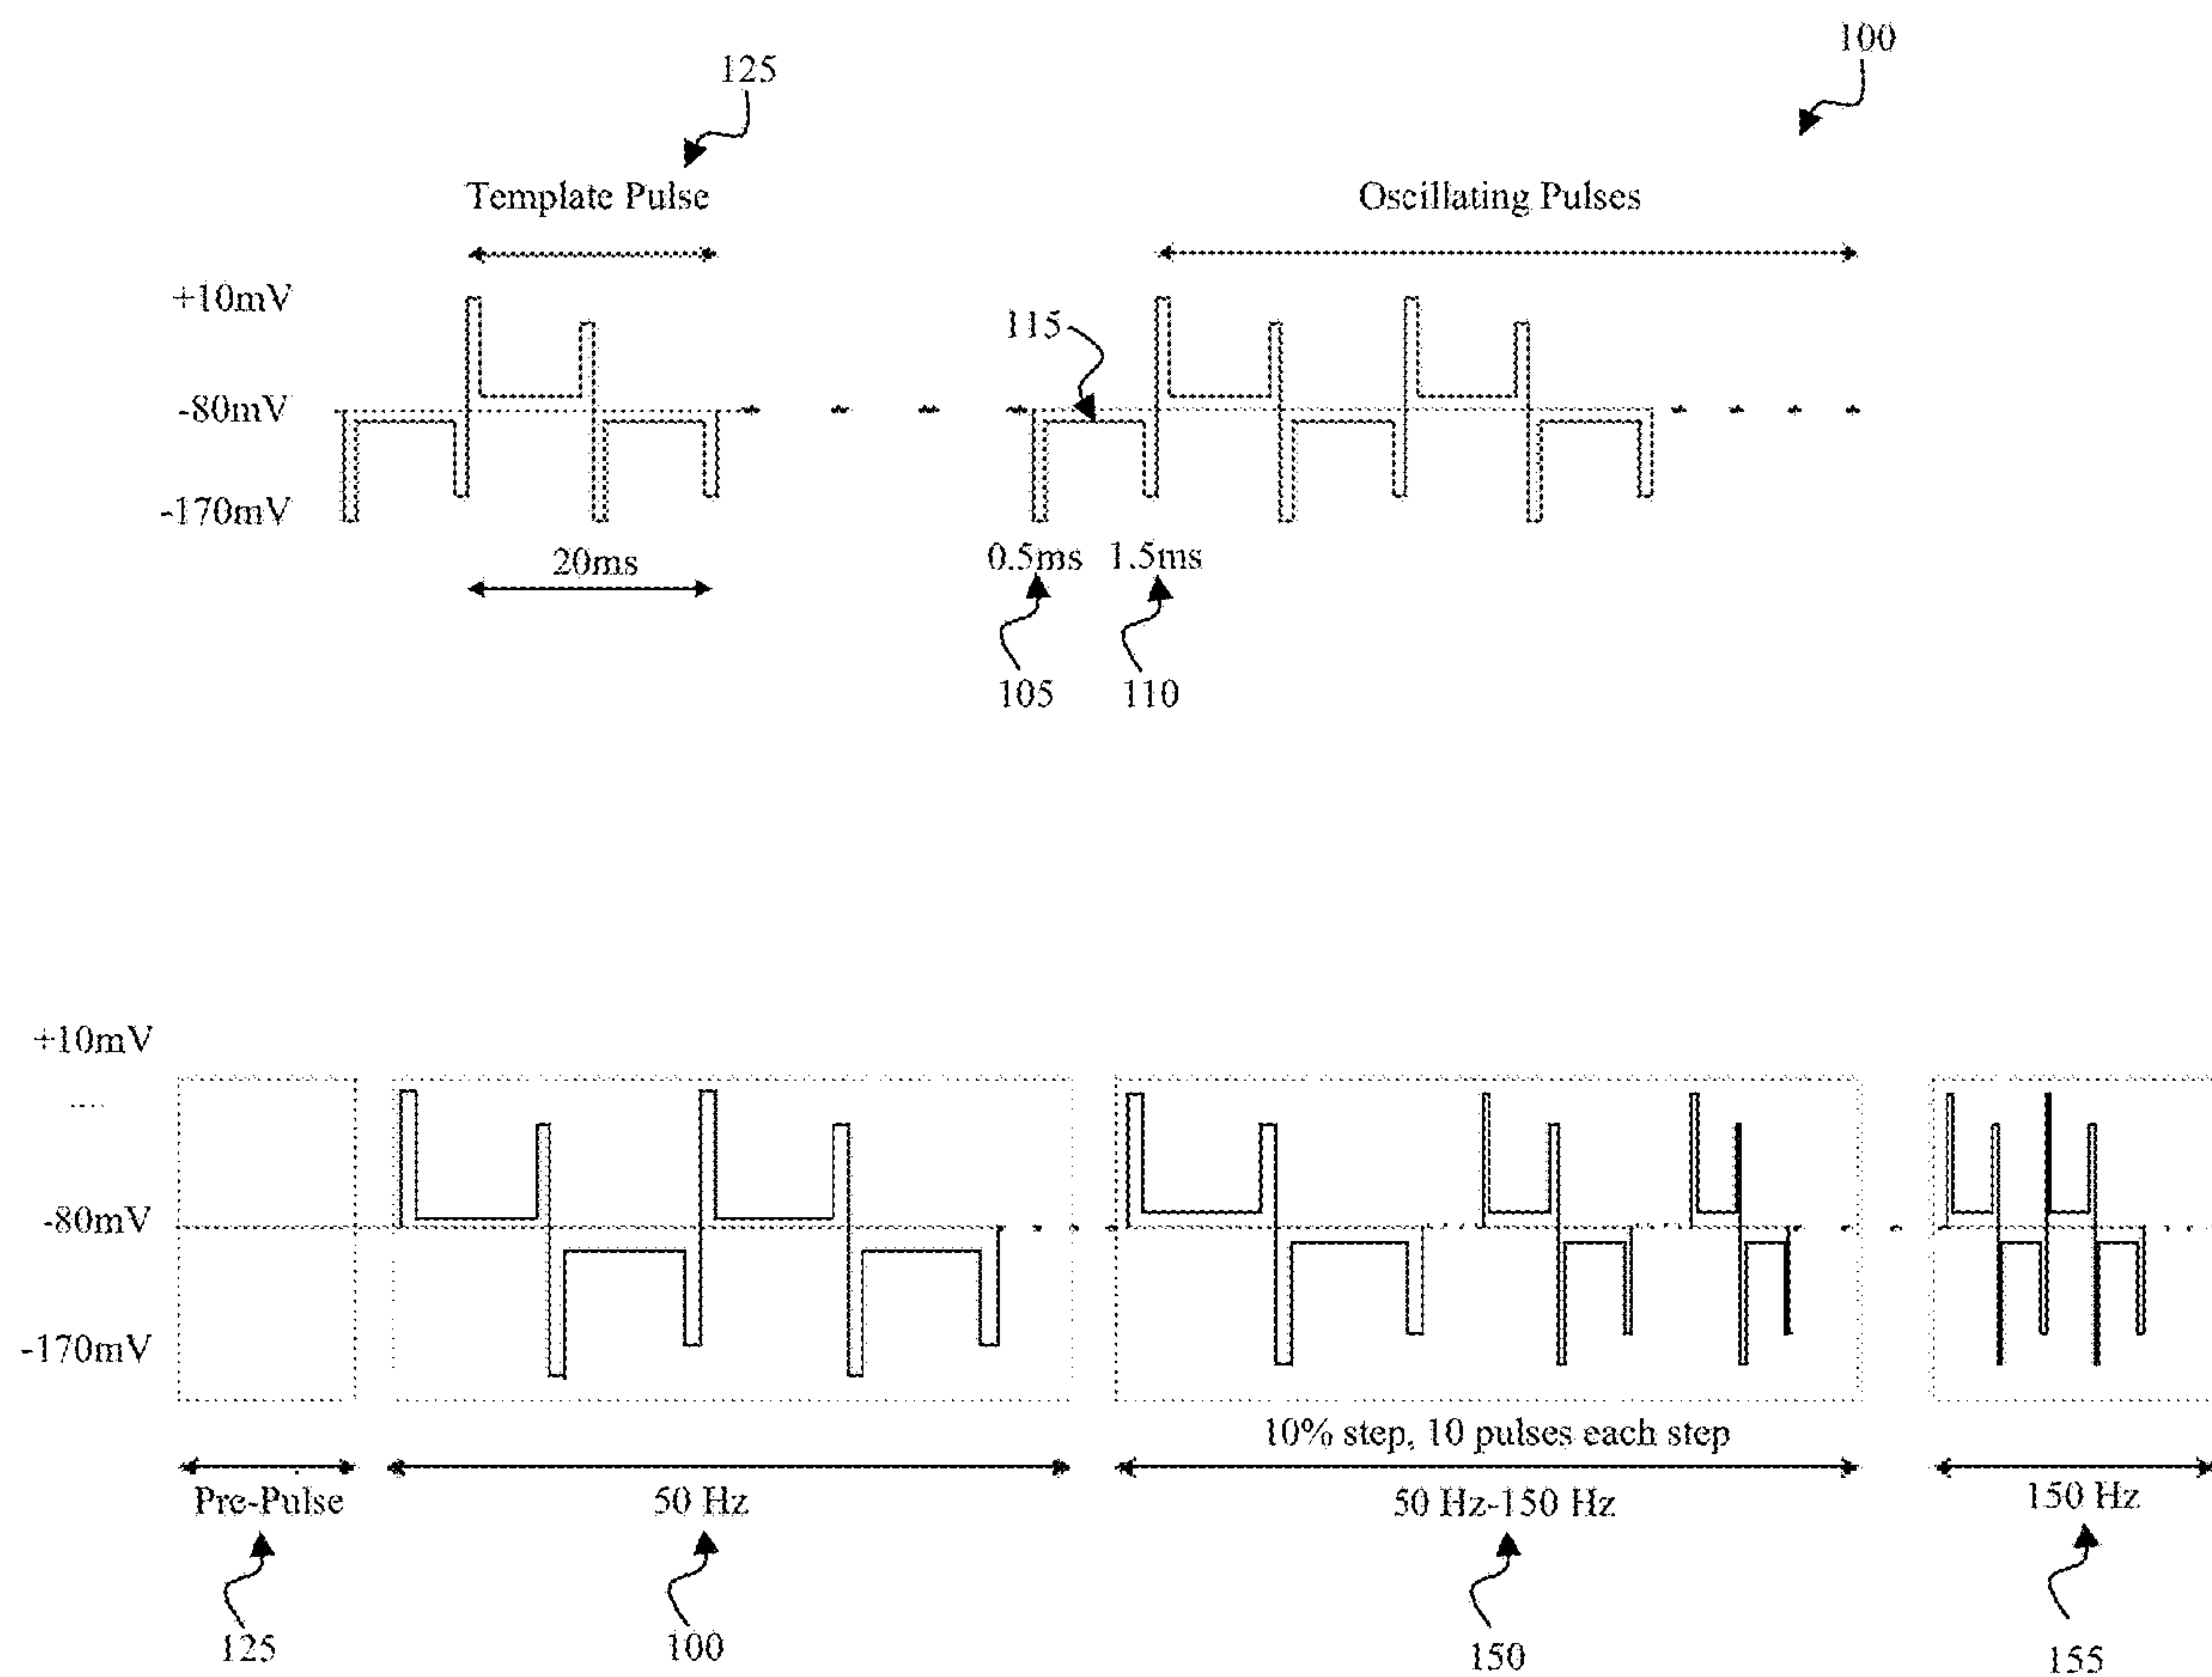 100
125
Template Pulse
Oscillating Pulses
+10mV
115
-80mV
-170mV
20ms
0.5ms 1.5ms
105
110
+10mV
-80mV
-170mV
10% step, 10 pulses each step
Pre-Pulse
50 Hz
50 Hz-150 Hz
150 Hz
125
100
150
155